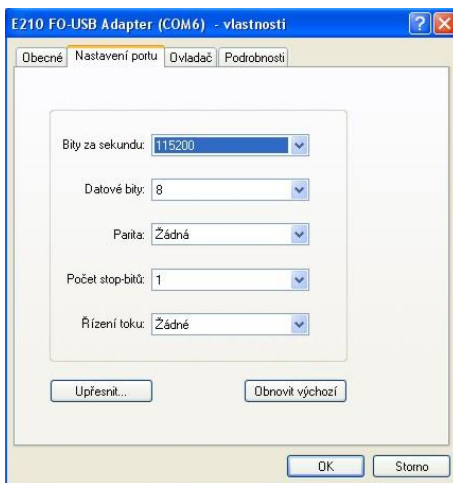 E210 FO-USB Adapter (COM6) - vlastnosti
Obecné Nastavení portu Ovladač Podrobnosti
Bity za sekundu: 115200
Datové bity: 8
Parita: Žádná
Počet stop-bitů: 1
Řízení toku: Žádné
Upřesnit... Obnovit výchozí
OK Storno